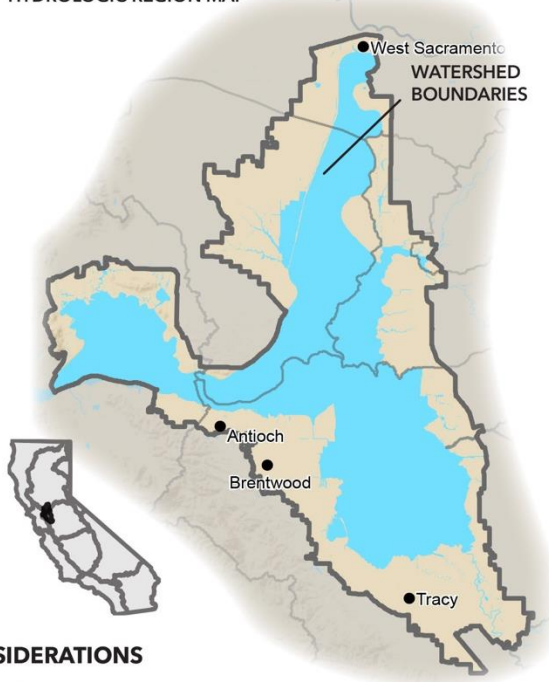 West Sacramento
WATERSHED
BOUNDARIES
Antioch
Brentwood
Tracy
SIDERATIONS